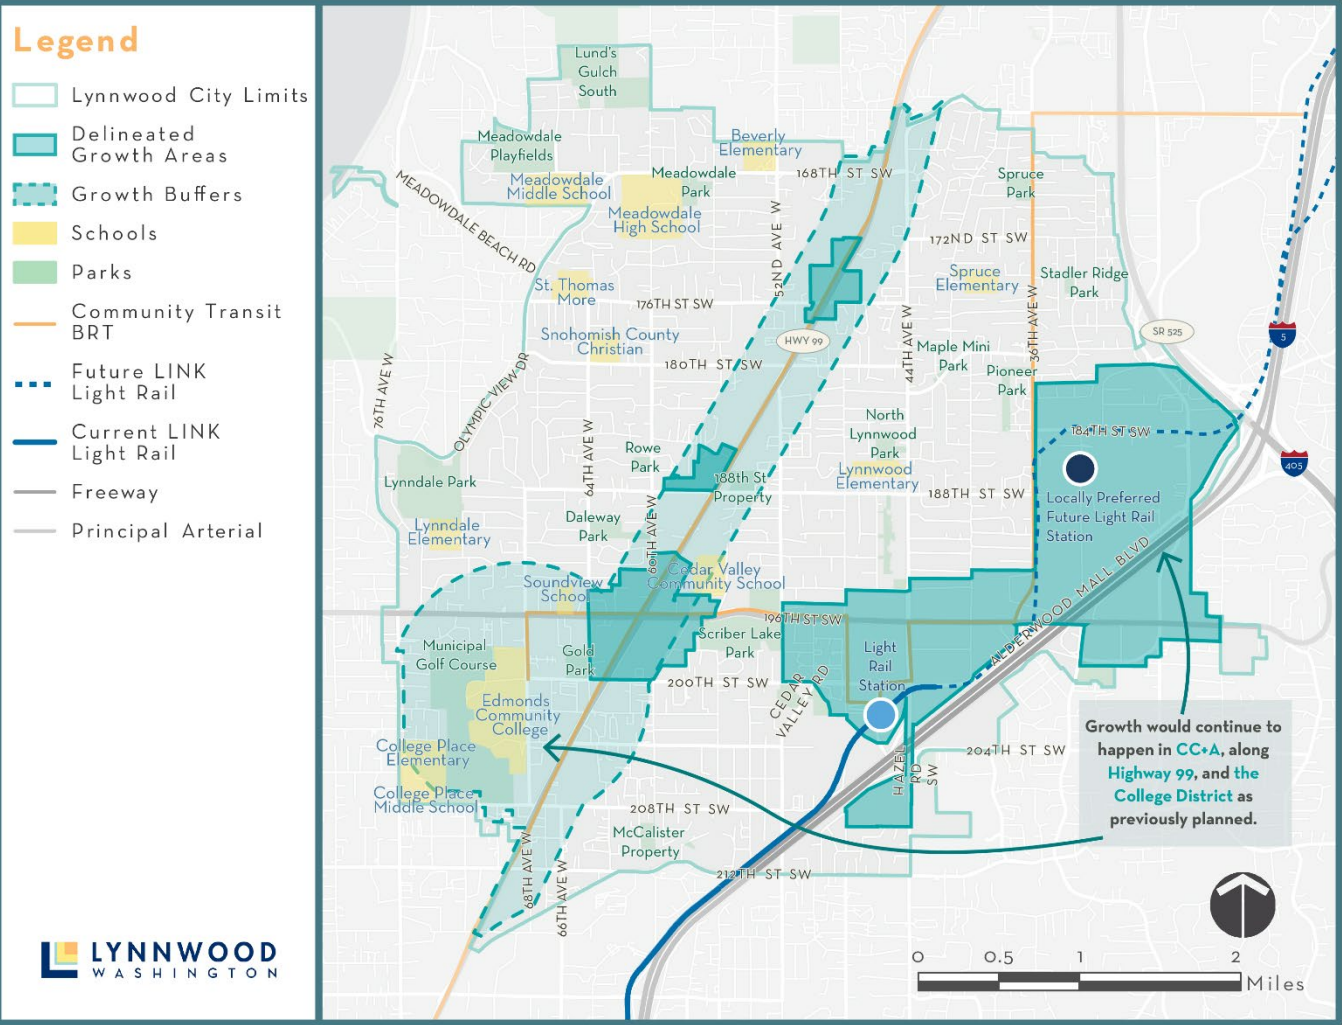 Legend
Lynnwood City Limits
Delineated
Growth Areas
Growth Buffers
Schools
Parks
Community Transit
BRT
Future LINK
Light Rail
Current LINK
Light Rail
Freeway
Principal Arterial
LYNNWOOD
WASHINGTON
Lund's
Gulch
South
Meadowdale
Playfields
Beverly
Elementary
Meadowdale
Middle School
Meadowdale
Park
168TH ST SW
Spruce
Park
MEADOWDALE BEACH RD
Meadowdale
High School
52ND AVE W
172ND ST SW
St. Thomas
More
176TH ST SW
Spruce
Elementary
Stadler Ridge
Park
Snohomish County
Christian
HWY 99
44TH AVE W
36TH AVE W
SR 525
5
180TH ST SW
Maple Mini
Park
Pioneer
Park
76TH AVE W
OLYMPIC VIEW DR
64TH AVE W
North
Lynnwood
Park
184TH ST SW
Rowe
Park
405
Lynndale Park
188th St
Property
Lynnwood
Elementary
188TH ST SW
Locally Preferred
Future Light Rail
Station
Lynndale
Elementary
Daleway
Park
60TH AVE W
Soundview
School
Cedar Valley
Community School
ALDERWOOD MALL BLVD
196TH ST SW
Municipal
Golf Course
Gold
Park
Scriber Lake
Park
Light
Rail
Station
200TH ST SW
CEDAR
VALLEY RD
Edmonds
Community
College
College Place
Elementary
College Place
Middle School
HAZEL
RD
SW
204TH ST SW
Growth would continue to
happen in CC+A, along
Highway 99, and the
College District as
previously planned.
208TH ST SW
McCalister
Property
68TH AVE W
66TH AVE W
212TH ST SW
0 0.5 1 2
Miles